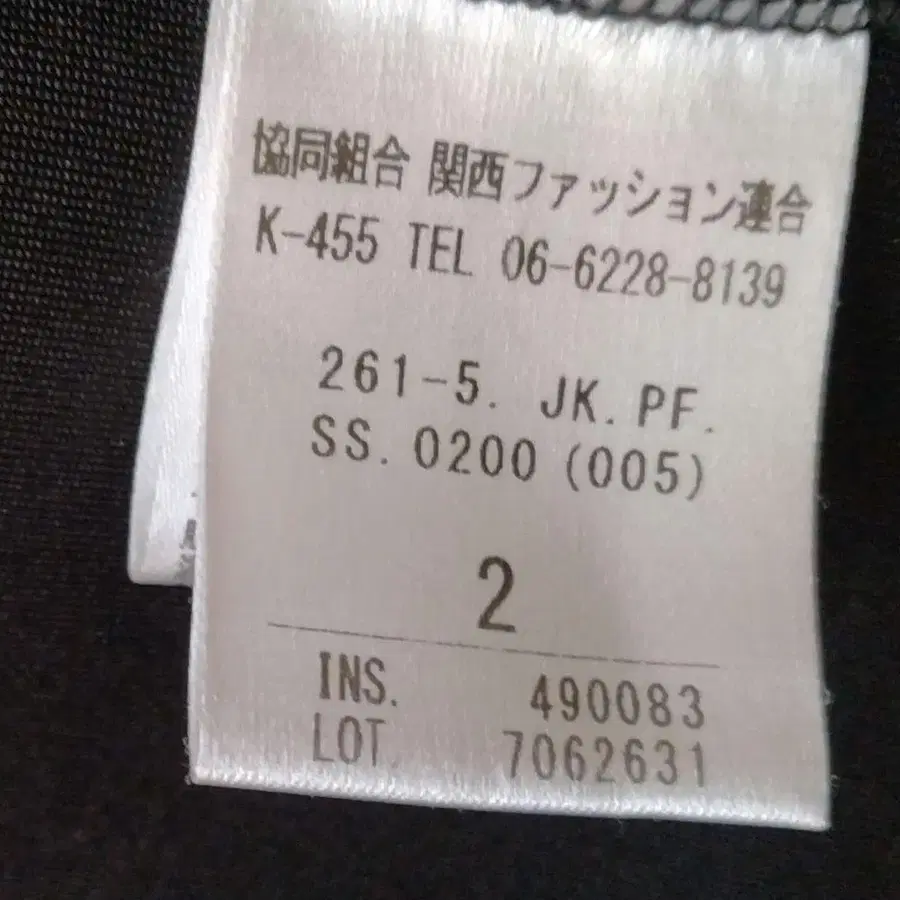 協同組合 関西ファッション連合
K-455 TEL 06-6228-8139
261-5. JK. PF.
SS. 0200 (005)
2
INS. 490083
LOT. 7062631